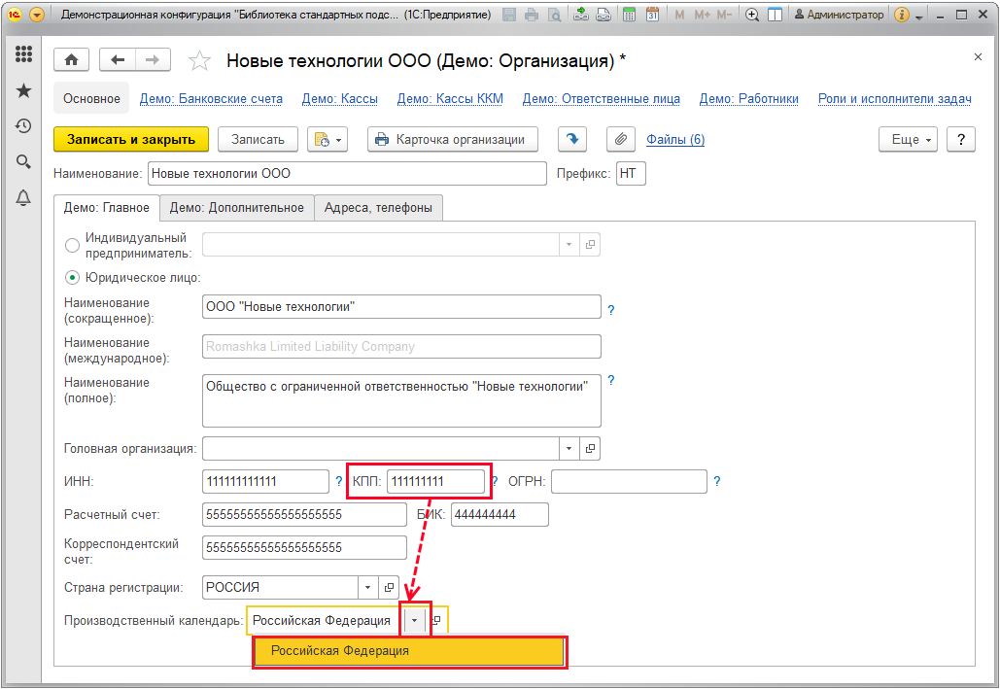 Демонстрационная конфигурация "Библиотека стандартных подс... (1С:Предприятие) M M+ M- Администратор
Новые технологии ООО (Демо: Организация) *
Основное Демо: Банковские счета Демо: Кассы Демо: Кассы ККМ Демо: Ответственные лица Демо: Работники Роли и исполнители задач
Записать и закрыть Записать Карточка организации Файлы (6) Еще ?
Наименование: Новые технологии ООО Префикс: НТ
Демо: Главное Демо: Дополнительное Адреса, телефоны
Индивидуальный
предприниматель:
Юридическое лицо:
Наименование
(сокращенное): ООО "Новые технологии" ?
Наименование
(международное): Romashka Limited Liability Company
Наименование
(полное): Общество с ограниченной ответственностью "Новые технологии" ?
Головная организация:
ИНН: 111111111111 ? КПП: 111111111 ? ОГРН: ?
Расчетный счет: 55555555555555555555 БИК: 444444444
Корреспондентский
счет: 55555555555555555555
Страна регистрации: РОССИЯ
Производственный календарь: Российская Федерация
Российская Федерация